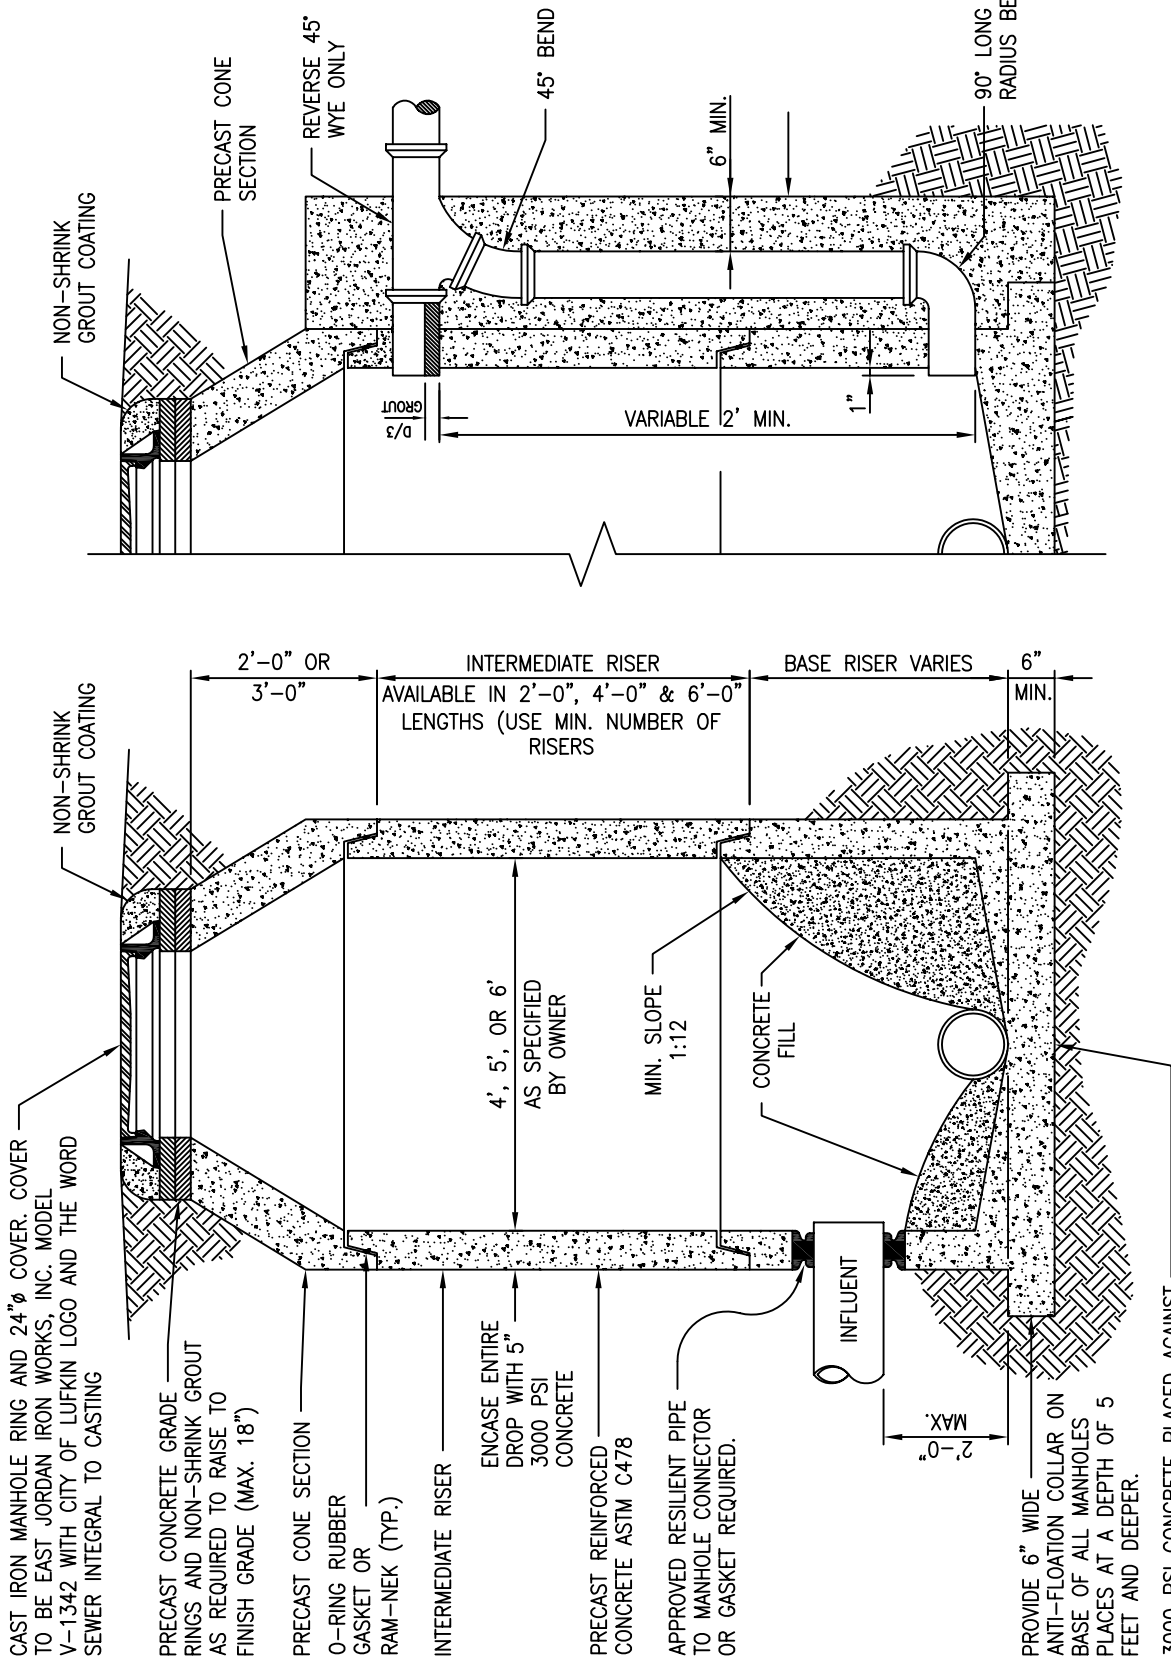 CAST IRON MANHOLE RING AND 24"ø COVER. COVER
TO BE EAST JORDAN IRON WORKS, INC. MODEL
V-1342 WITH CITY OF LUFKIN LOGO AND THE WORD
SEWER INTEGRAL TO CASTING
PRECAST CONCRETE GRADE
RINGS AND NON-SHRINK GROUT
AS REQUIRED TO RAISE TO
FINISH GRADE (MAX. 18")
PRECAST CONE SECTION
O-RING RUBBER
GASKET OR
RAM-NEK (TYP.)
INTERMEDIATE RISER
ENCASE ENTIRE
DROP WITH 5"
3000 PSI
CONCRETE
PRECAST REINFORCED
CONCRETE ASTM C478
APPROVED RESILIENT PIPE
TO MANHOLE CONNECTOR
OR GASKET REQUIRED.
INFLUENT
2'-0"
MAX.
PROVIDE 6" WIDE
ANTI-FLOATION COLLAR ON
BASE OF ALL MANHOLES
PLACES AT A DEPTH OF 5
FEET AND DEEPER.
3000 PSI CONCRETE PLACED AGAINST
4', 5', OR 6'
AS SPECIFIED
BY OWNER
MIN. SLOPE
1:12
CONCRETE
FILL
NON-SHRINK
GROUT COATING
2'-0" OR
3'-0"
INTERMEDIATE RISER
AVAILABLE IN 2'-0", 4'-0" & 6'-0"
LENGTHS (USE MIN. NUMBER OF
RISERS
BASE RISER VARIES
6"
MIN.
NON-SHRINK
GROUT COATING
PRECAST CONE
SECTION
REVERSE 45°
WYE ONLY
45° BEND
6" MIN.
90° LONG
RADIUS BE
D/3
GROUT
VARIABLE 2' MIN.
1"